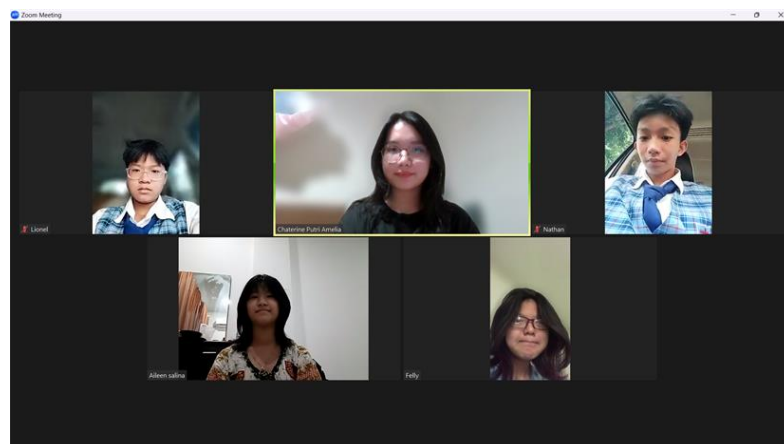 Zoom Meeting
Lionel
Chaterine Putri Amelia
Nathan
Aileen salina
Felly